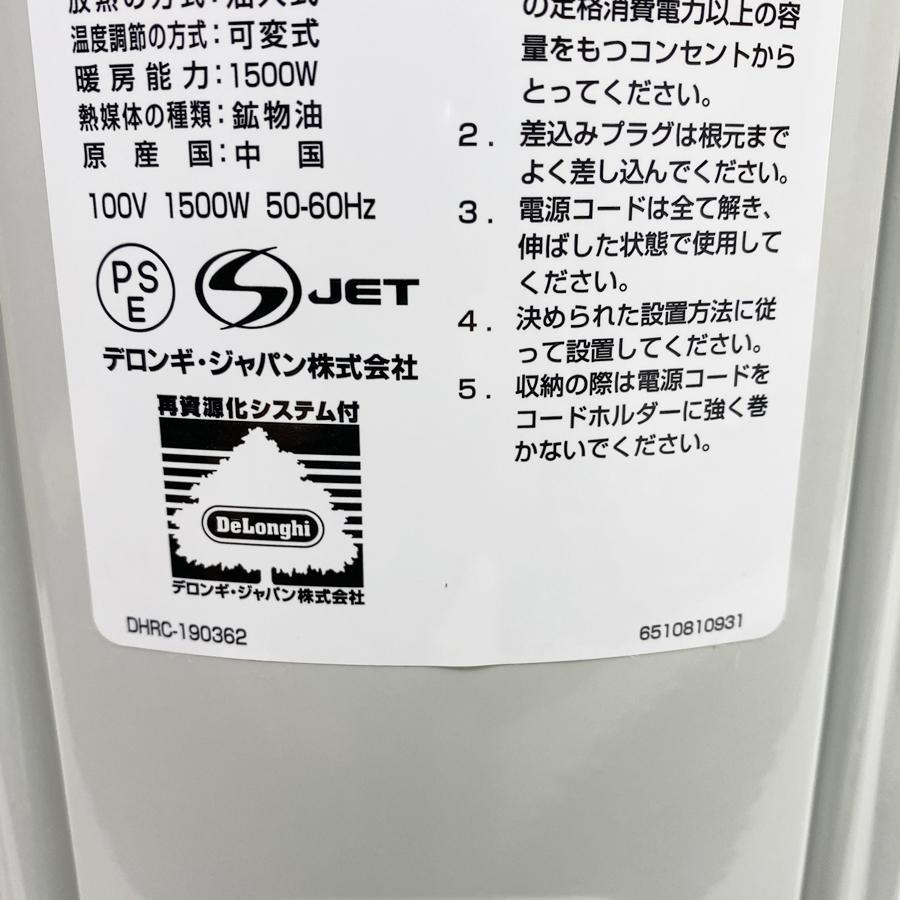 放熱の方式：油入式
温度調節の方式：可変式
暖房能力：1500W
熱媒体の種類：鉱物油
原産国：中国
100V 1500W 50-60Hz
PS
E
S JET
デロンギ・ジャパン株式会社
再資源化システム付
DeLonghi
デロンギ・ジャパン株式会社
DHRC-190362
の定格消費電力以上の容
量をもつコンセントから
とってください。
2. 差込みプラグは根元まで
よく差し込んでください。
3. 電源コードは全て解き、
伸ばした状態で使用して
ください。
4. 決められた設置方法に従
って設置してください。
5. 収納の際は電源コードを
コードホルダーに強く巻
かないでください。
6510810931